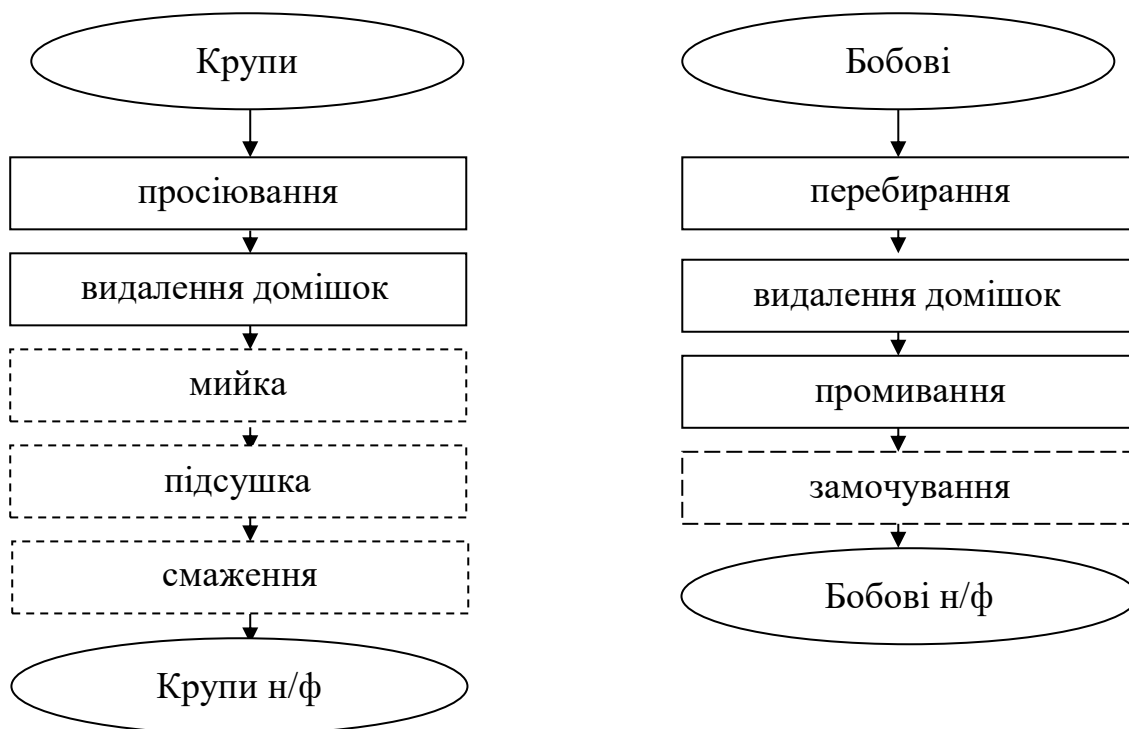 Крупи
просіювання
видалення домішок
мийка
підсушка
смаження
Крупи н/ф
Бобові
перебирання
видалення домішок
промивання
замочування
Бобові н/ф